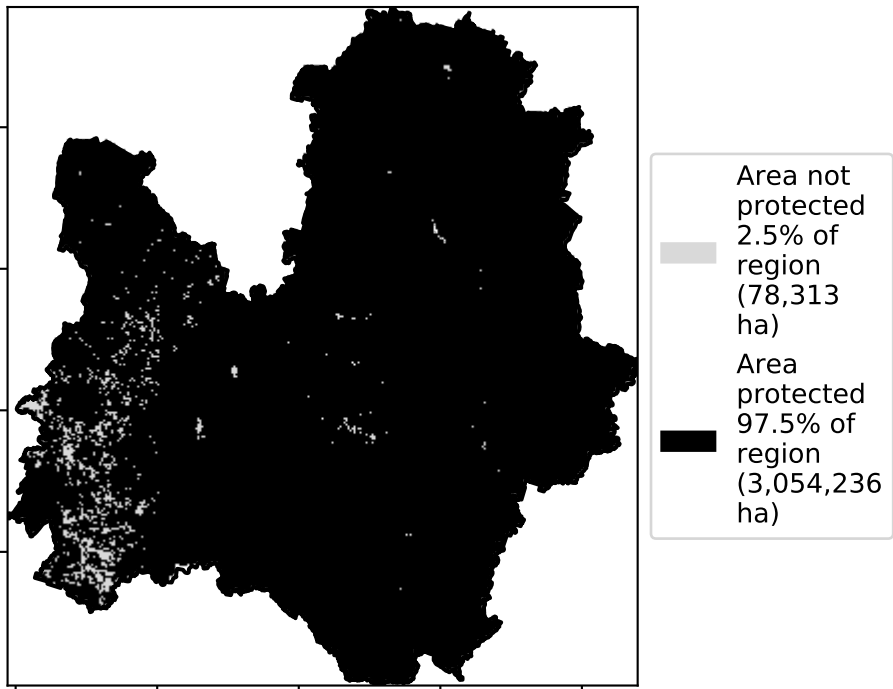 Area not
protected
2.5% of
region
(78,313
ha)
Area
protected
97.5% of
region
(3,054,236
ha)